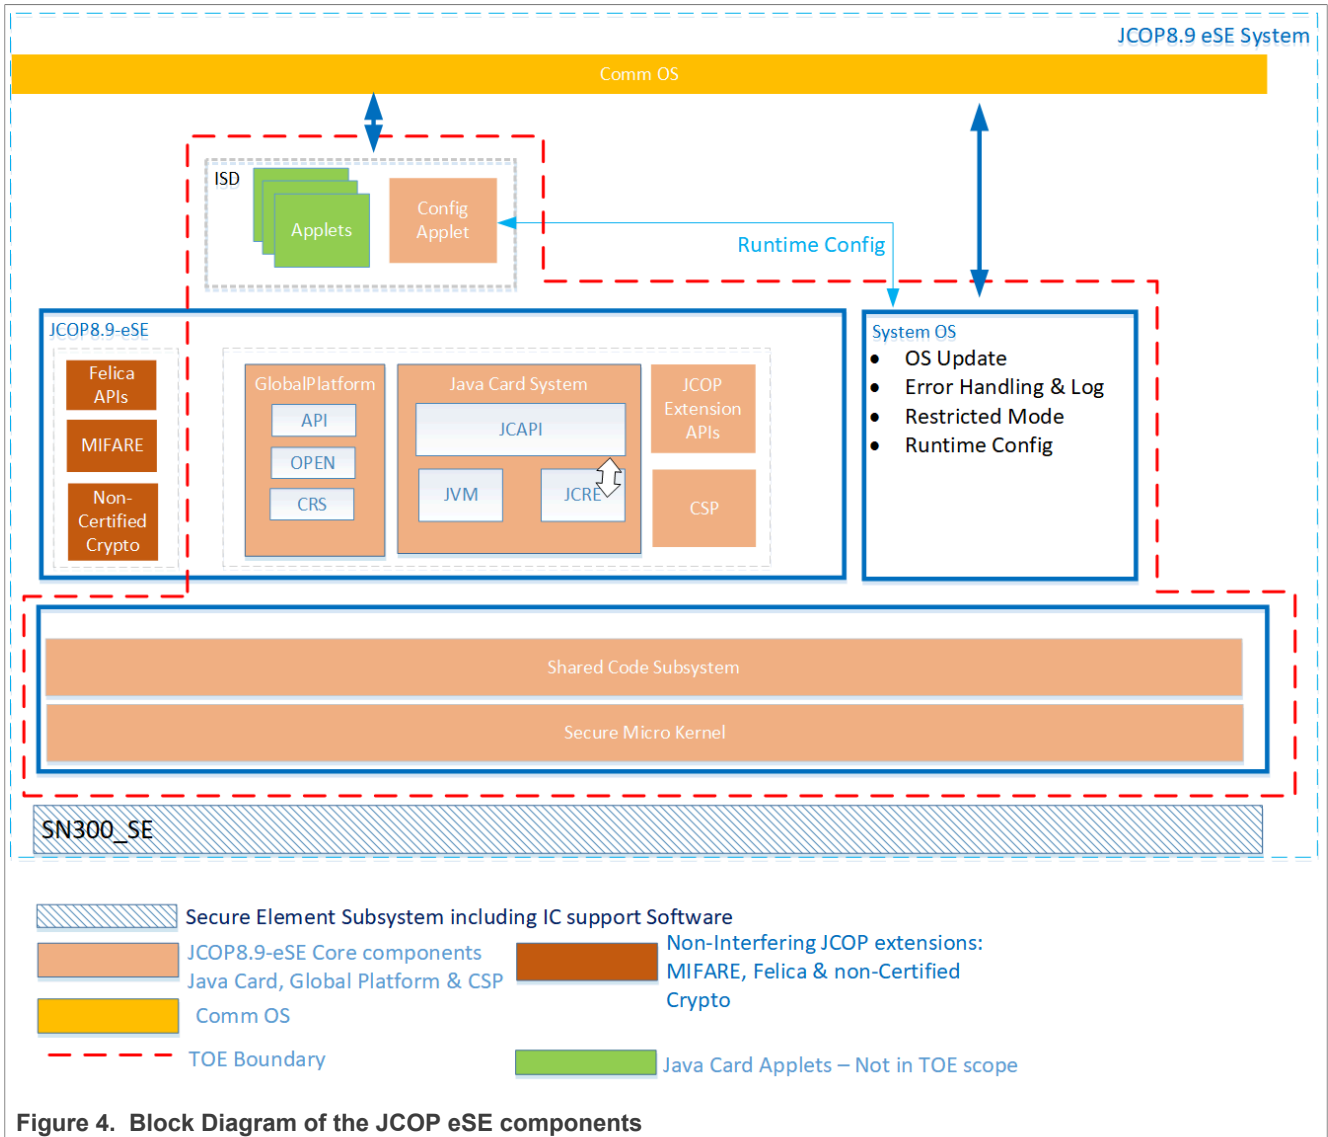 JCOP8.9 eSE System
Comm OS
ISD
Applets
Config
Applet
Runtime Config
JCOP8.9-eSE
Felica
APIs
MIFARE
Non-
Certified
Crypto
GlobalPlatform
API
OPEN
CRS
Java Card System
JCAPI
JVM
JCRE
JCOP
Extension
APIs
CSP
System OS
● OS Update
● Error Handling & Log
● Restricted Mode
● Runtime Config
Shared Code Subsystem
Secure Micro Kernel
SN300_SE
Secure Element Subsystem including IC support Software
JCOP8.9-eSE Core components
Java Card, Global Platform & CSP
Non-Interfering JCOP extensions:
MIFARE, Felica & non-Certified
Crypto
Comm OS
TOE Boundary
Java Card Applets – Not in TOE scope
Figure 4. Block Diagram of the JCOP eSE components